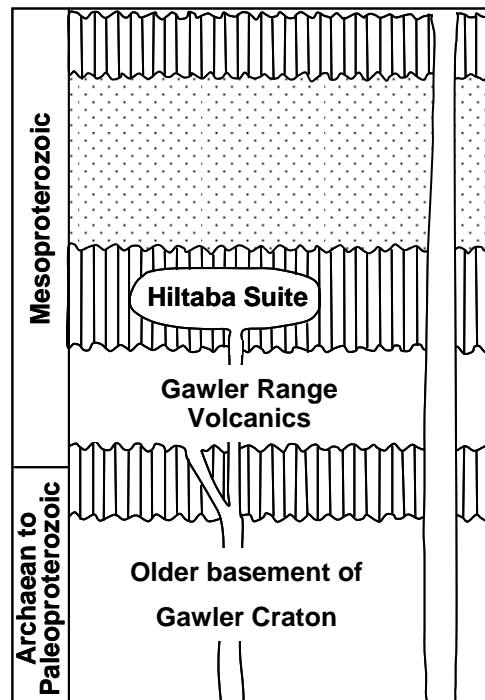 Mesoproterozoic
Hiltaba Suite
Gawler Range
Volcanics
Archaean to
Paleoproterozoic
Older basement of
Gawler Craton